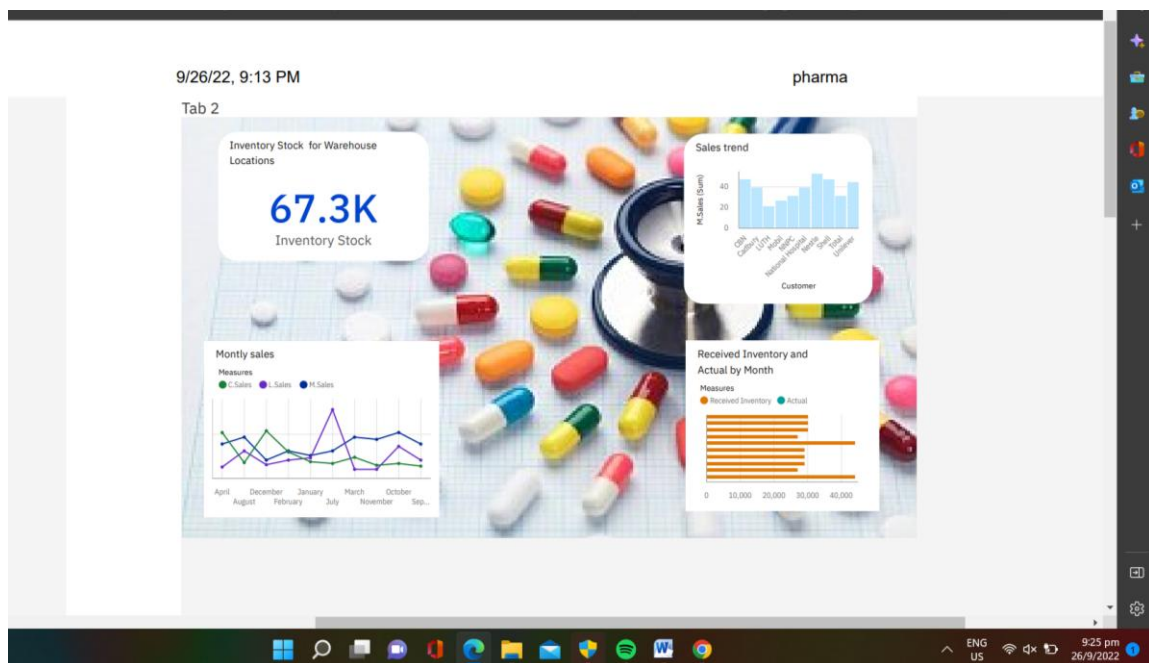 9/26/22, 9:13 PM
pharma
Tab 2
Inventory Stock for Warehouse
Locations
67.3K
Inventory Stock
Sales trend
M.Sales (Sum)
40
20
0
CBN
Cadbury
LUTH
Mobil
NNPC
National Hospital
Nestle
Shell
Total
Unilever
Customer
Montly sales
Measures
C.Sales L.Sales M.Sales
April December January March October
August February July November Sep...
Received Inventory and
Actual by Month
Measures
Received Inventory Actual
0 10,000 20,000 30,000 40,000
ENG
US
9:25 pm
26/9/2022
1